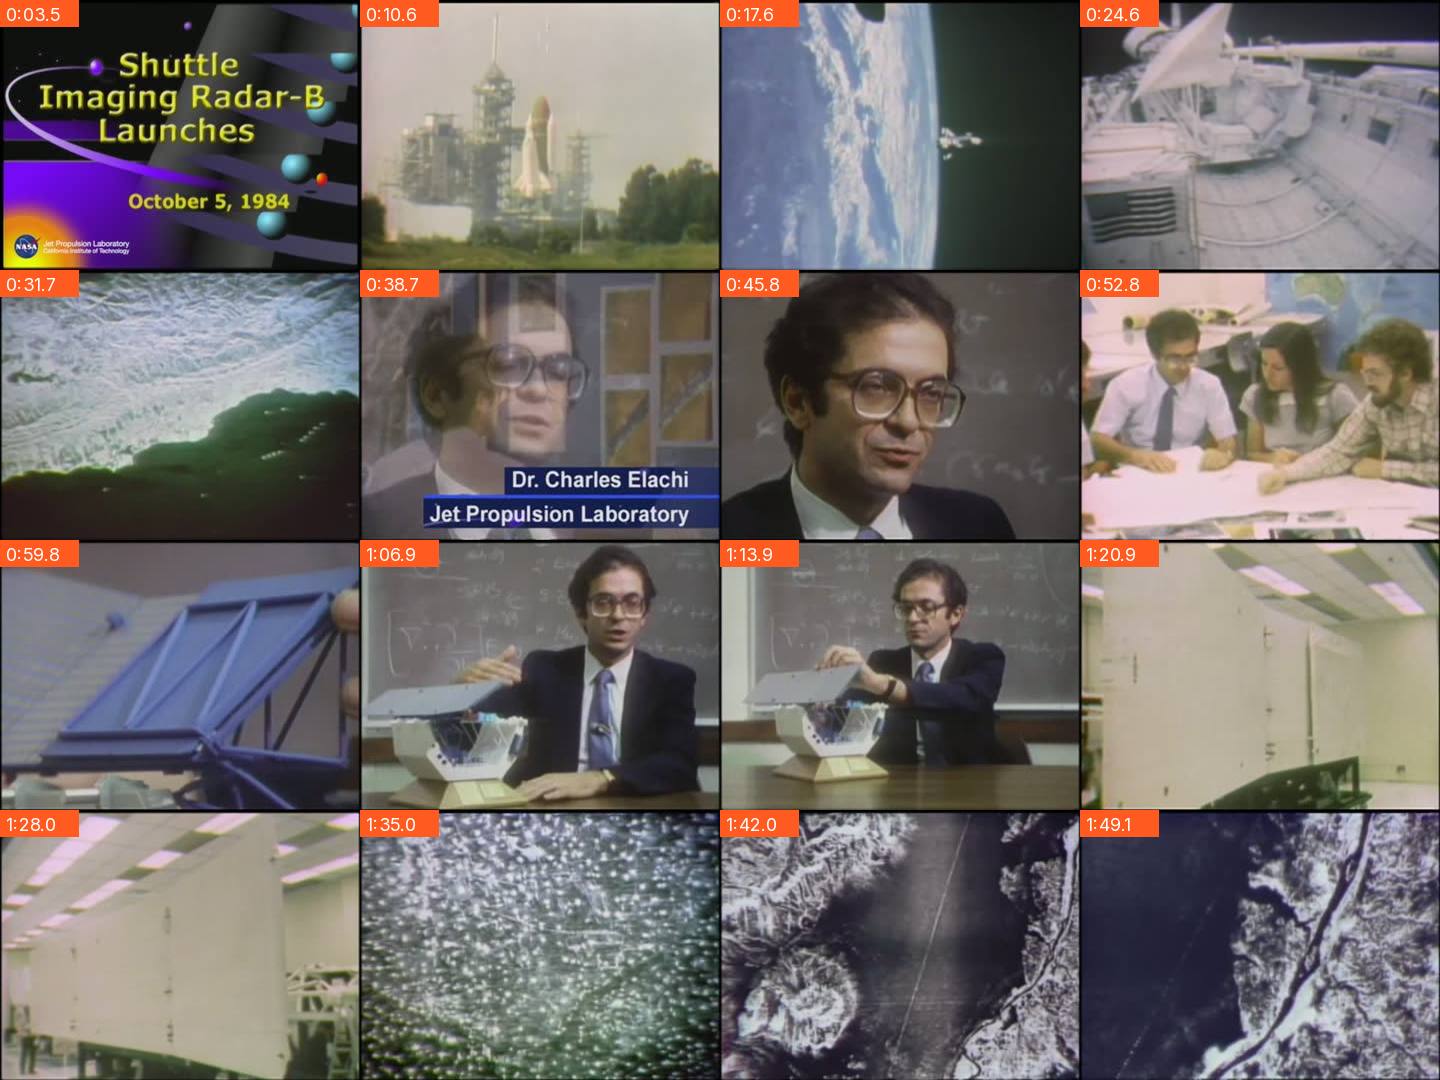 0:03.5
Shuttle
Imaging Radar-B
Launches
October 5, 1984
NASA
Jet Propulsion Laboratory
California Institute of Technology
0:10.6
0:17.6
0:24.6
0:31.7
0:38.7
Dr. Charles Elachi
Jet Propulsion Laboratory
0:45.8
0:52.8
0:59.8
1:06.9
1:13.9
1:20.9
1:28.0
1:35.0
1:42.0
1:49.1